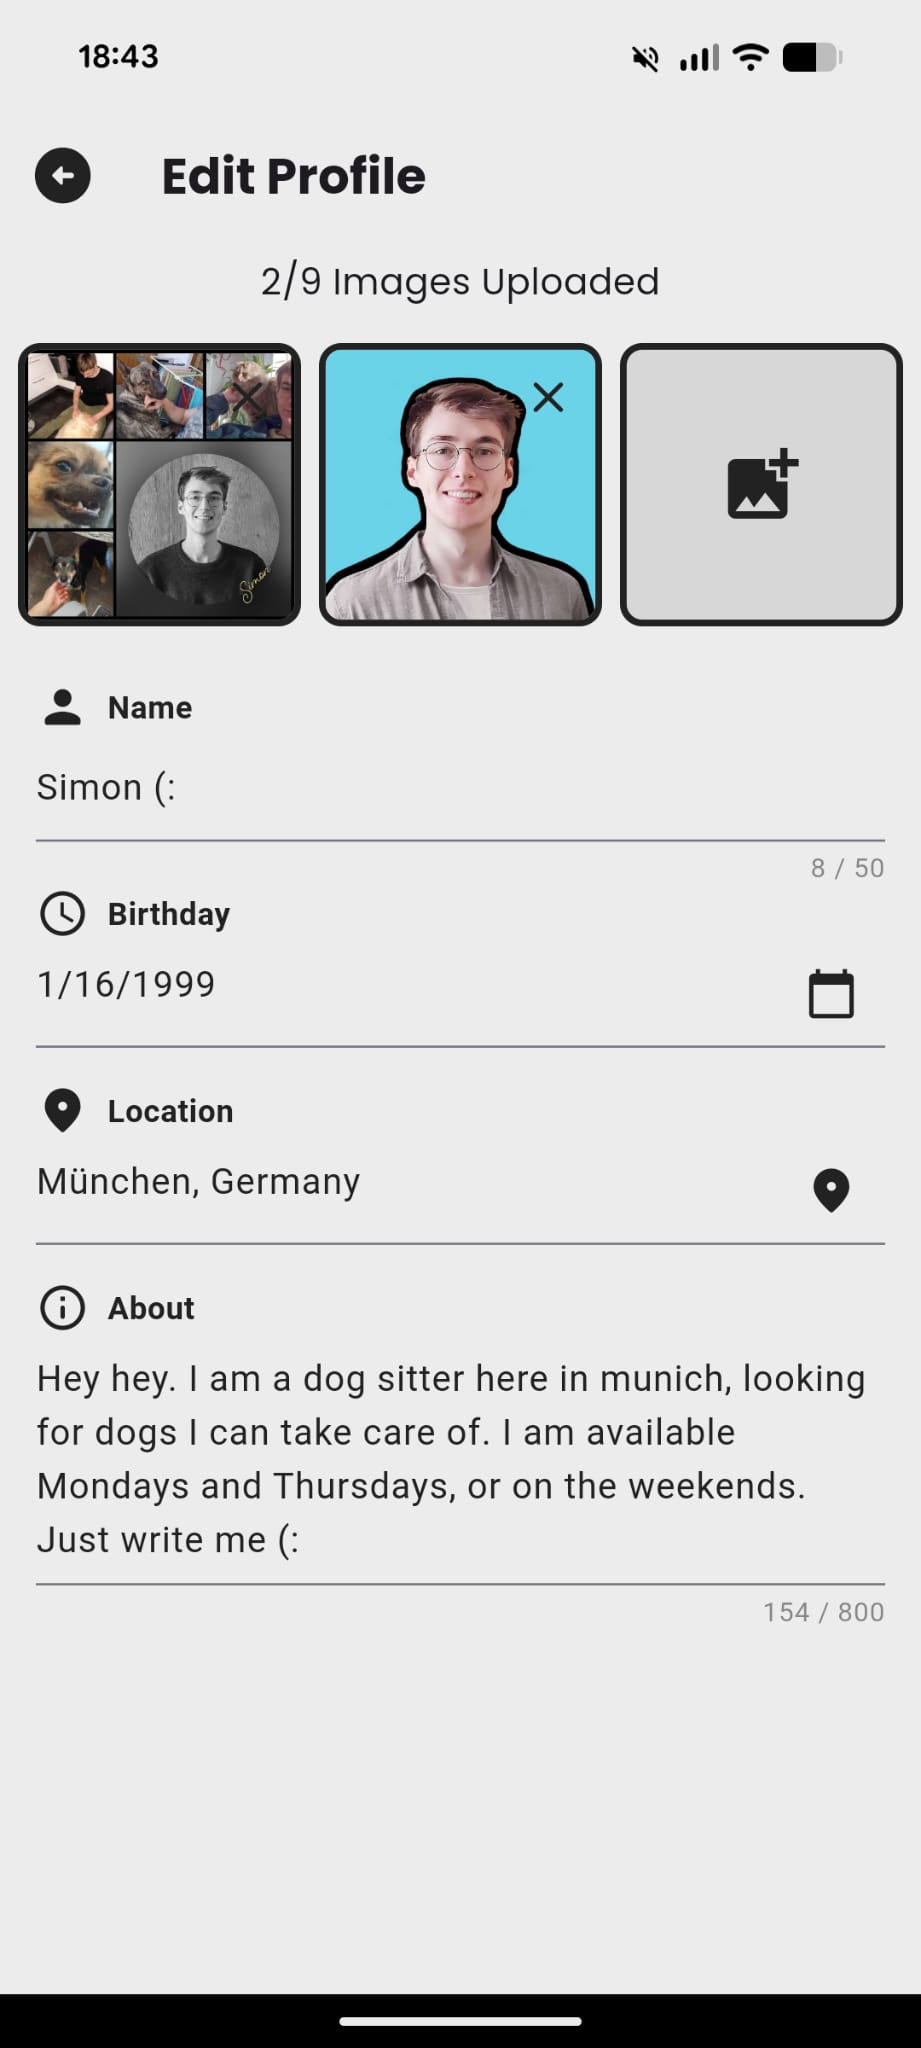 18:43
Edit Profile
2/9 Images Uploaded
Simon
Name
Simon (:
8 / 50
Birthday
1/16/1999
Location
München, Germany
About
Hey hey. I am a dog sitter here in munich, looking
for dogs I can take care of. I am available
Mondays and Thursdays, or on the weekends.
Just write me (:
154 / 800